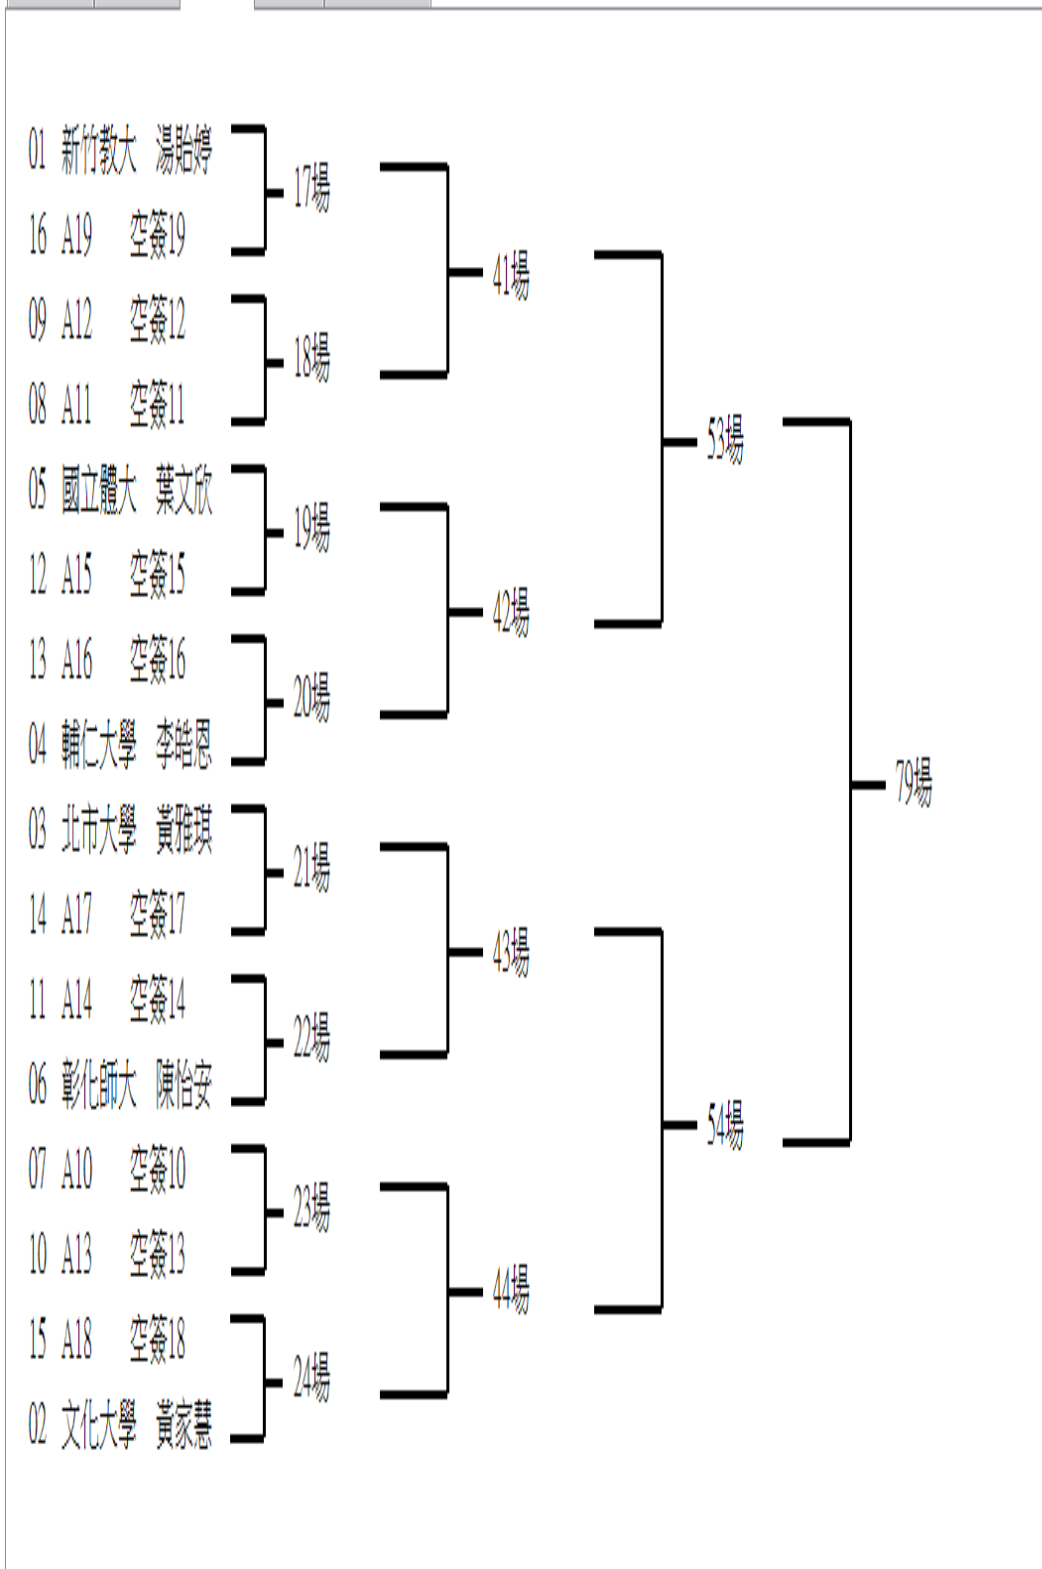 01 新竹教大 湯貽婷
16 A19 空簽19
09 A12 空簽12
08 A11 空簽11
05 國立體大 葉文欣
12 A15 空簽15
13 A16 空簽16
04 輔仁大學 李皓恩
03 北市大學 黃雅琪
14 A17 空簽17
11 A14 空簽14
06 彰化師大 陳怡安
07 A10 空簽10
10 A13 空簽13
15 A18 空簽18
02 文化大學 黃家慧
17場
18場
19場
20場
21場
22場
23場
24場
41場
42場
43場
44場
53場
54場
79場